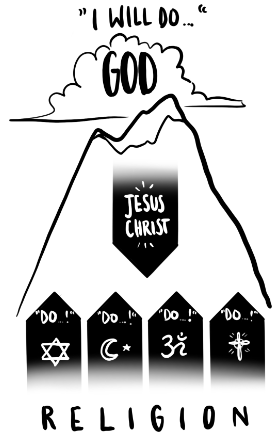 "I WILL DO..."
GOD
JESUS
CHRIST
"DO...!" "DO...!" "DO...!" "DO...!"
ॐ
RELIGION